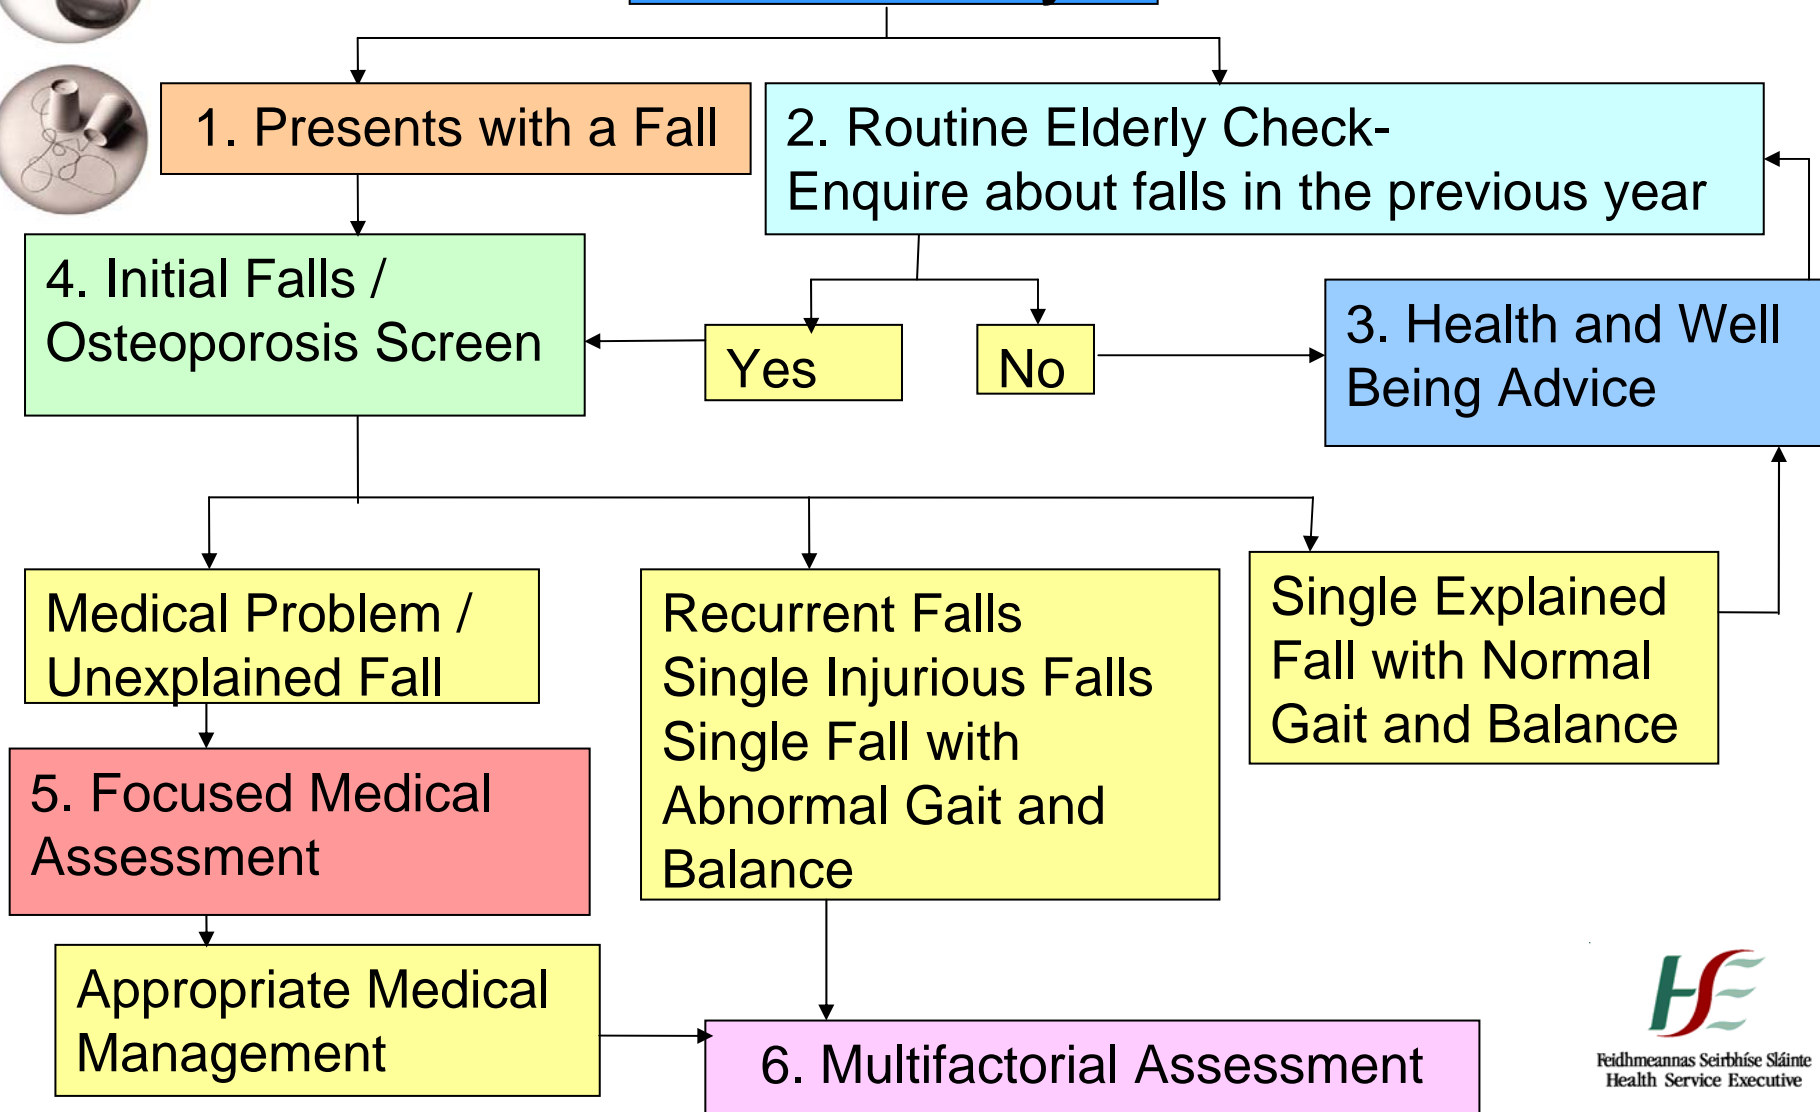 1. Presents with a Fall
2. Routine Elderly Check-
Enquire about falls in the previous year
4. Initial Falls /
Osteoporosis Screen
Yes
No
3. Health and Well
Being Advice
Medical Problem /
Unexplained Fall
Recurrent Falls
Single Injurious Falls
Single Fall with
Abnormal Gait and
Balance
Single Explained
Fall with Normal
Gait and Balance
5. Focused Medical
Assessment
Appropriate Medical
Management
6. Multifactorial Assessment
HSE
Feidhmeannas Seirbhíse Sláinte
Health Service Executive